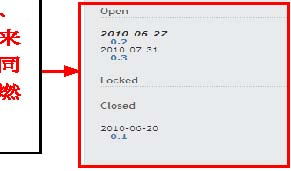 、
来
同
燃
Open
2010-06-27
0.2
2010-07-31
0.3
Locked
Closed
2010-06-20
0.1